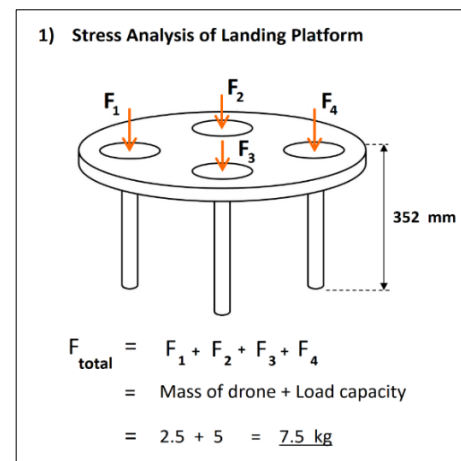 1) Stress Analysis of Landing Platform
F1
F2
F3
F4
352 mm
Ftotal = F1 + F2 + F3 + F4
= Mass of drone + Load capacity
= 2.5 + 5 = 7.5 kg